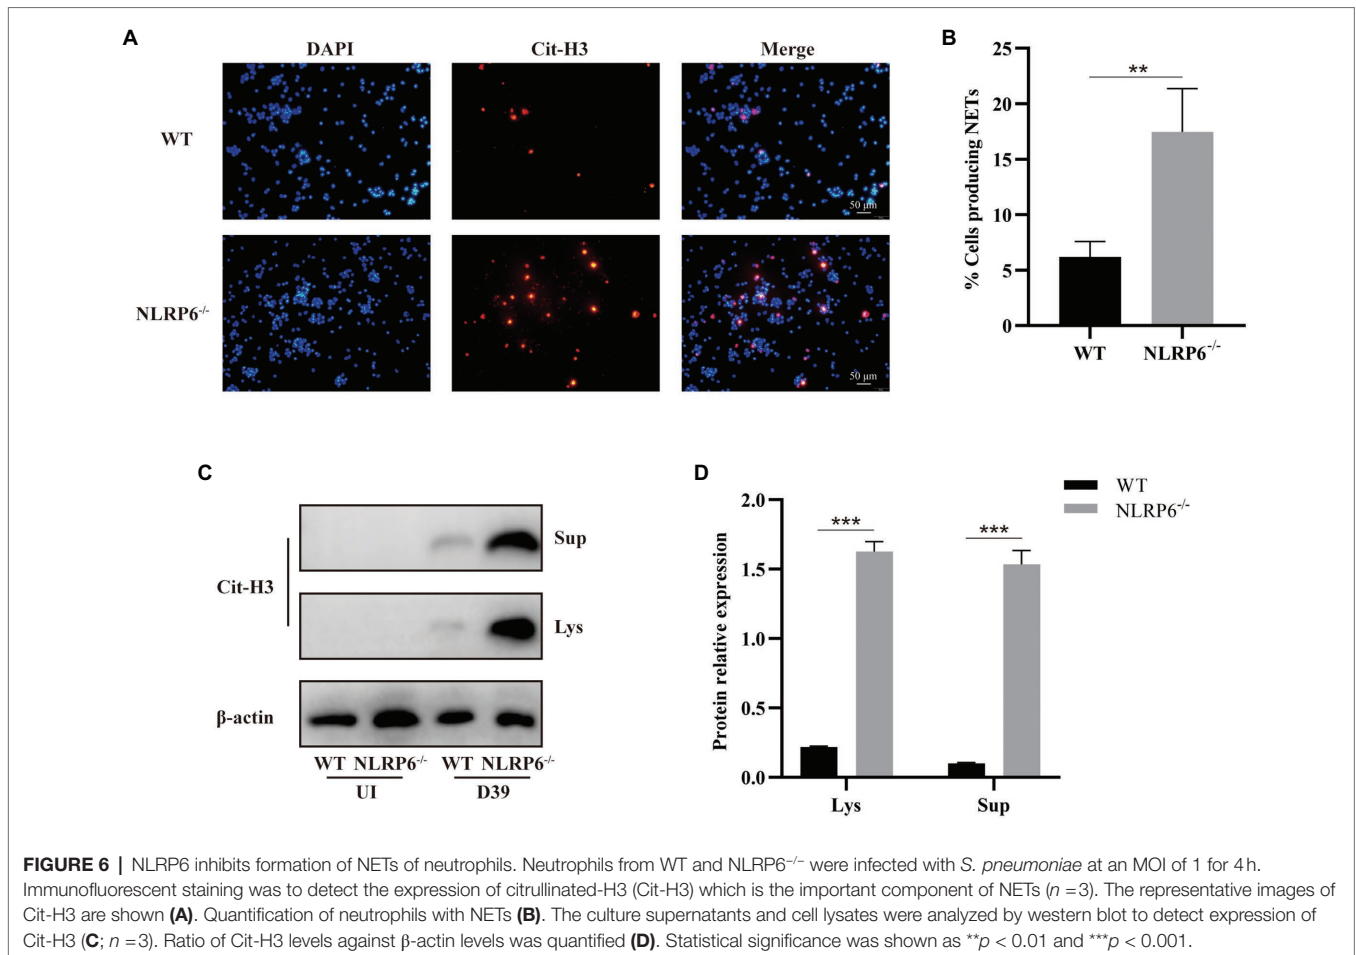 A
DAPI
Cit-H3
Merge
WT
50 μm
NLRP6-/-
50 μm
B
**
% Cells producing NETs
25
20
15
10
5
0
WT
NLRP6-/-
C
Cit-H3
Sup
Lys
β-actin
WT NLRP6-/- WT NLRP6-/-
UI D39
D
WT
NLRP6-/-
Protein relative expression
2.0
1.5
1.0
0.5
0.0
***
***
Lys
Sup
FIGURE 6 | NLRP6 inhibits formation of NETs of neutrophils. Neutrophils from WT and NLRP6−/− were infected with S. pneumoniae at an MOI of 1 for 4 h.
Immunofluorescent staining was to detect the expression of citrullinated-H3 (Cit-H3) which is the important component of NETs (n = 3). The representative images of
Cit-H3 are shown (A). Quantification of neutrophils with NETs (B). The culture supernatants and cell lysates were analyzed by western blot to detect expression of
Cit-H3 (C; n = 3). Ratio of Cit-H3 levels against β-actin levels was quantified (D). Statistical significance was shown as **p < 0.01 and ***p < 0.001.